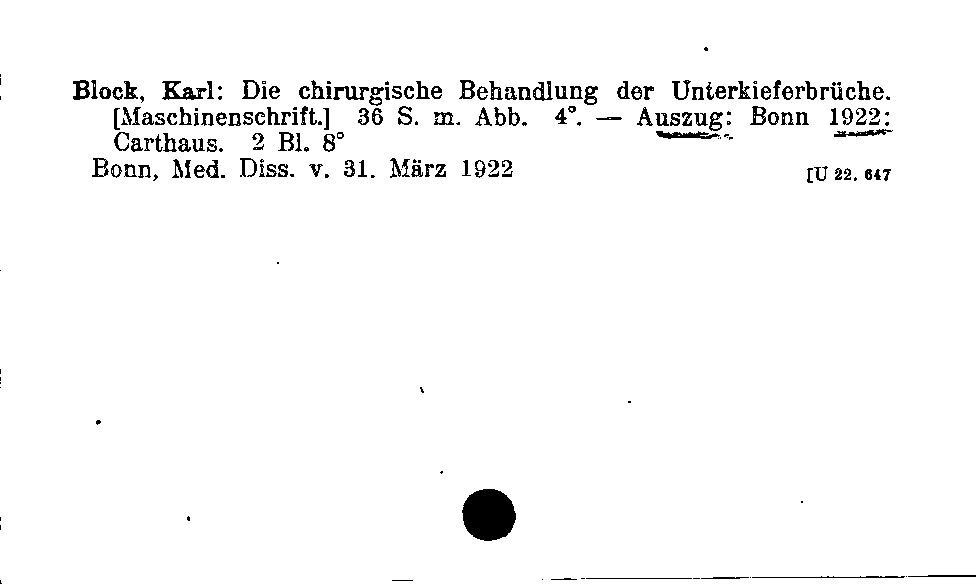 Block, Karl: Die chirurgische Behandlung der Unterkieferbrüche.
[Maschinenschrift.] 36 S. m. Abb. 4°. — Auszug: Bonn 1922:
Carthaus. 2 Bl. 8°
Bonn, Med. Diss. v. 31. März 1922 [U 22. 647